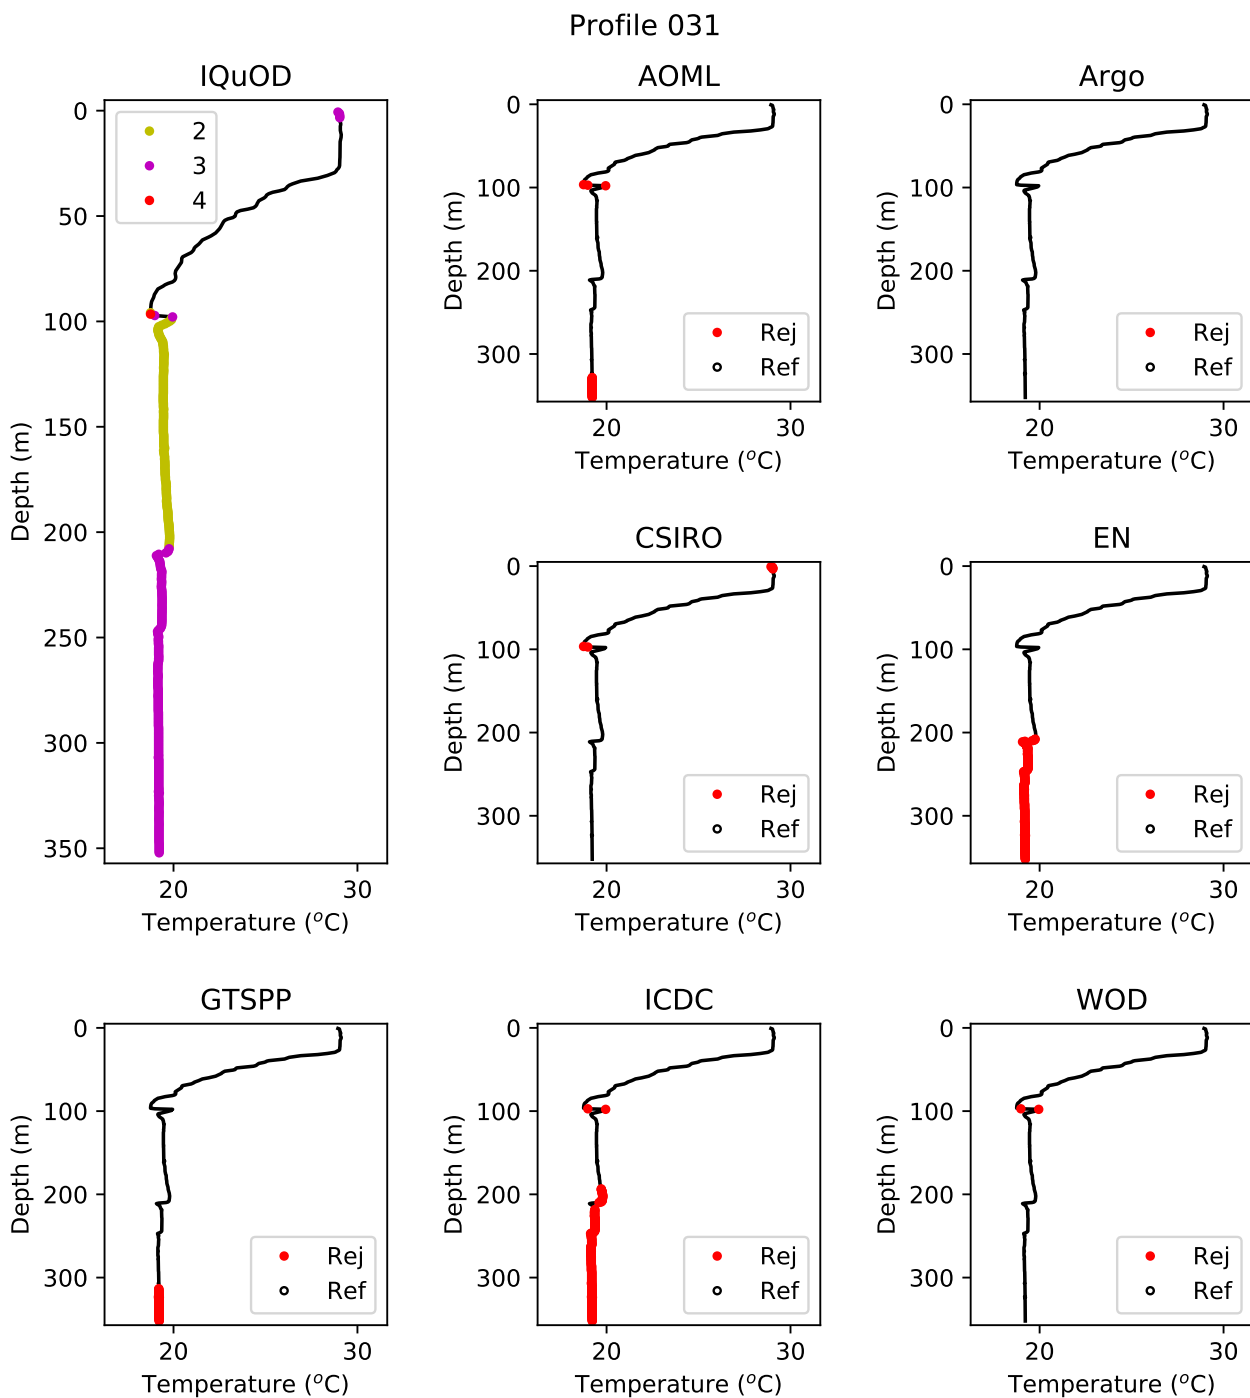 Profile 031
IQuOD
0
50
100
150
200
250
300
350
20
30
Depth (m)
Temperature (°C)
2
3
4
AOML
0
100
200
300
20
30
Depth (m)
Temperature (°C)
Rej
Ref
Argo
0
100
200
300
20
30
Depth (m)
Temperature (°C)
Rej
Ref
CSIRO
0
100
200
300
20
30
Depth (m)
Temperature (°C)
Rej
Ref
EN
0
100
200
300
20
30
Depth (m)
Temperature (°C)
Rej
Ref
GTSPP
0
100
200
300
20
30
Depth (m)
Temperature (°C)
Rej
Ref
ICDC
0
100
200
300
20
30
Depth (m)
Temperature (°C)
Rej
Ref
WOD
0
100
200
300
20
30
Depth (m)
Temperature (°C)
Rej
Ref